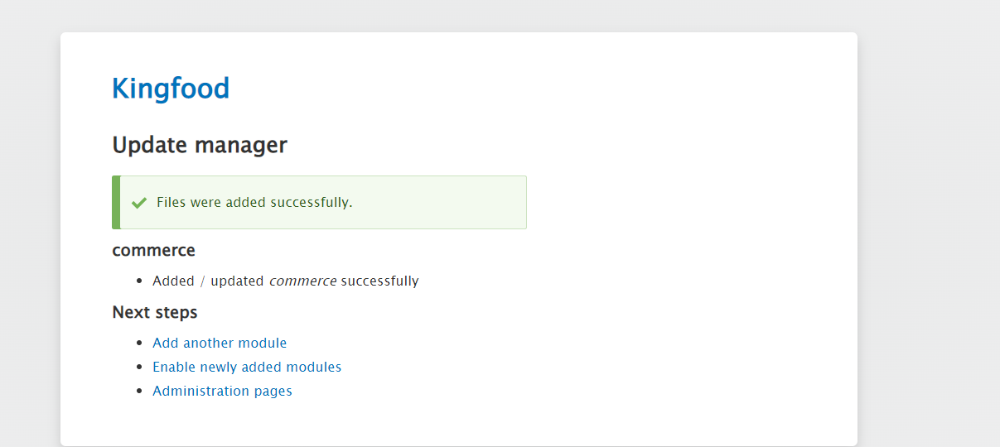 Kingfood
Update manager
Files were added successfully.
commerce
Added / updated commerce successfully
Next steps
Add another module
Enable newly added modules
Administration pages